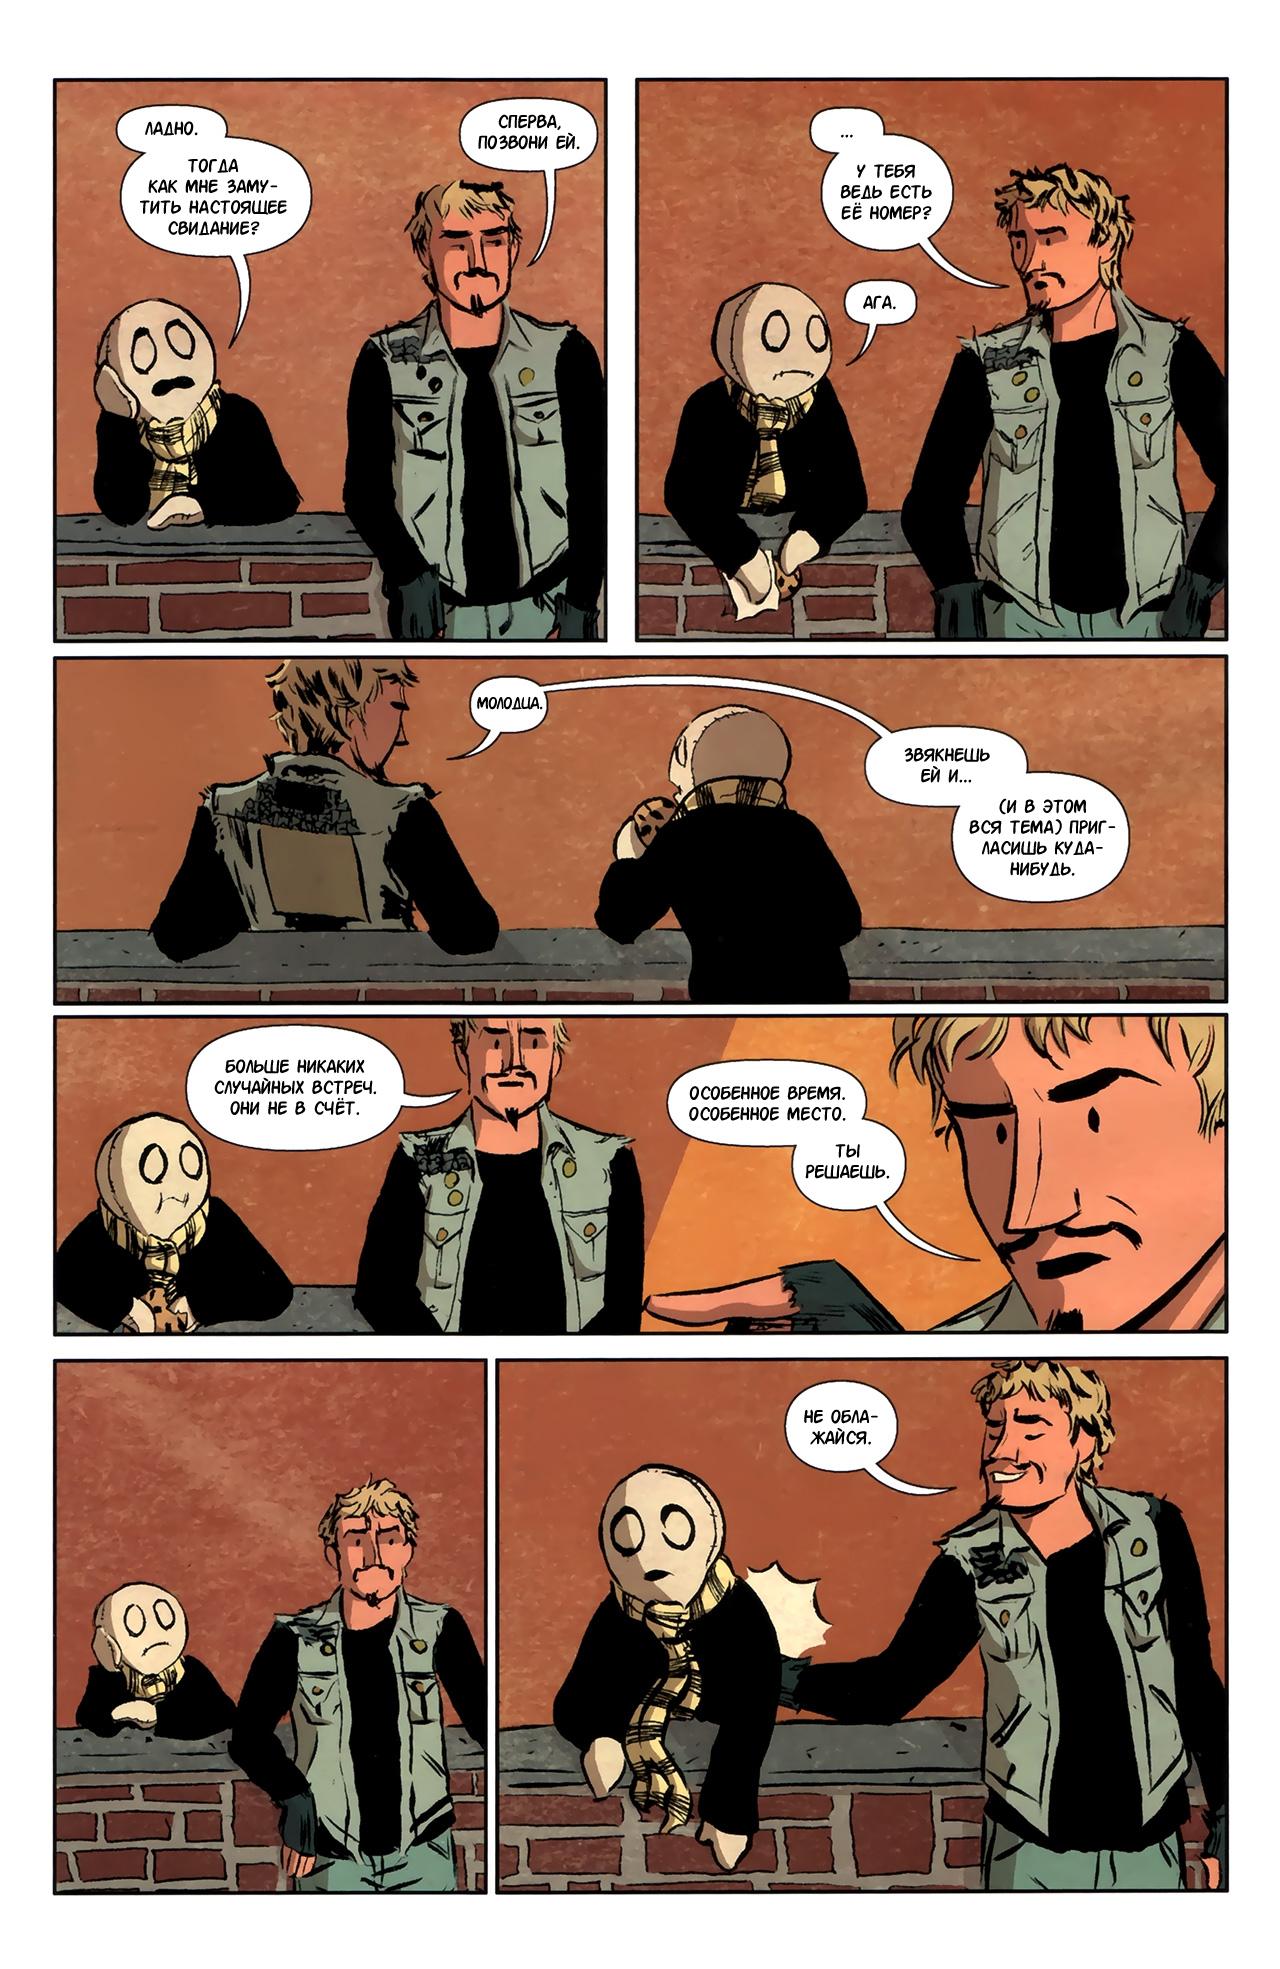 ЛАДНО.
ТОГДА
КАК МНЕ ЗАМУ-
ТИТЬ НАСТОЯЩЕЕ
СВИДАНИЕ?
СПЕРВА,
ПОЗВОНИ ЕЙ.
...
У ТЕБЯ
ВЕДЬ ЕСТЬ
ЕЁ НОМЕР?
АГА.
МОЛОДЦА.
ЗВЯКНЕШЬ
ЕЙ И...
(И В ЭТОМ
ВСЯ ТЕМА) ПРИГ-
ЛАСИШЬ КУДА-
НИБУДЬ.
БОЛЬШЕ НИКАКИХ
СЛУЧАЙНЫХ ВСТРЕЧ.
ОНИ НЕ В СЧЁТ.
ОСОБЕННОЕ ВРЕМЯ.
ОСОБЕННОЕ МЕСТО.
ТЫ
РЕШАЕШЬ.
НЕ ОБЛА-
ЖАЙСЯ.